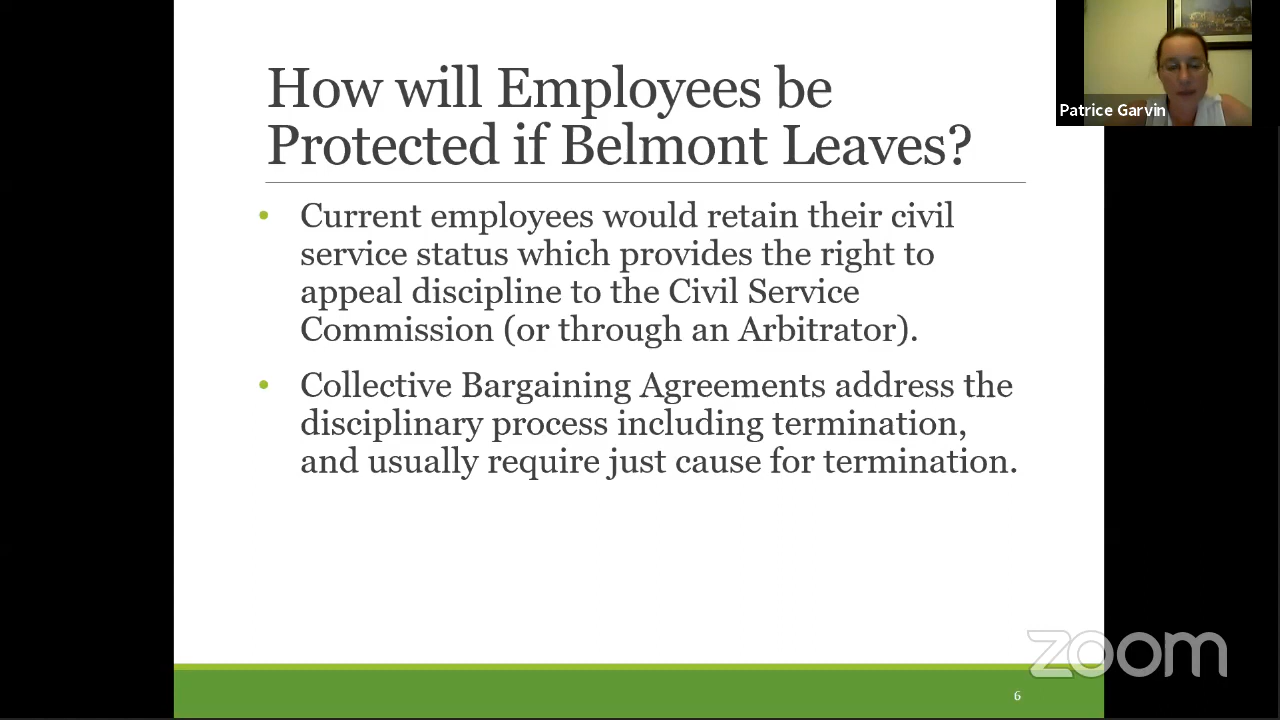 How will Employees be
Protected if Belmont Leaves?
• Current employees would retain their civil
service status which provides the right to
appeal discipline to the Civil Service
Commission (or through an Arbitrator).
• Collective Bargaining Agreements address the
disciplinary process including termination,
and usually require just cause for termination.
6
Patrice Garvin
zoom